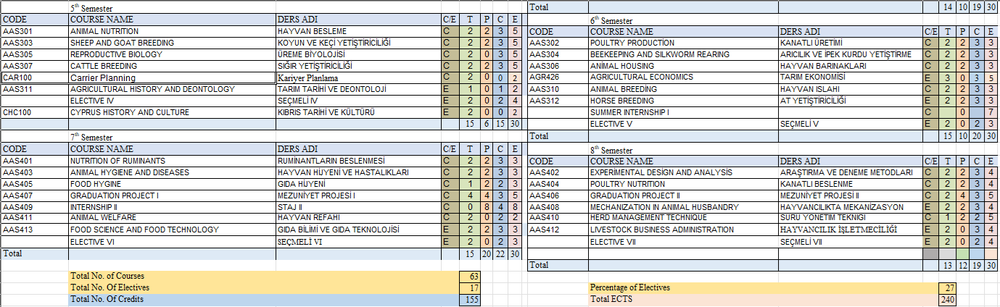 5th Semester
CODE COURSE NAME DERS ADI C/E T P C E
AAS301 ANIMAL NUTRITION HAYVAN BESLEME C 2 2 3 5
AAS303 SHEEP AND GOAT BREEDING KOYUN VE KEÇİ YETİŞTİRİCİLİĞİ C 2 2 3 5
AAS305 REPRODUCTIVE BIOLOGY ÜREME BİYOLOJİSİ C 2 0 3 5
AAS307 CATTLE BREEDING SIĞIR YETİŞTİRİCİLİĞİ C 2 2 3 5
CAR100 Carrier Planning Kariyer Planlama C 2 0 0 2
AAS311 AGRICULTURAL HISTORY AND DEONTOLOGY TARIM TARİHİ VE DEONTOLOJİ E 1 0 1 2
ELECTIVE IV SEÇMELİ IV E 2 0 2 4
CHC100 CYPRUS HISTORY AND CULTURE KIBRIS TARİHİ VE KÜLTÜRÜ E 2 0 0 2
15 6 15 30
7th Semester
CODE COURSE NAME DERS ADI C/E T P C E
AAS401 NUTRITION OF RUMINANTS RUMİNANTLARIN BESLENMESİ C 2 2 3 3
AAS403 ANIMAL HYGIENE AND DISEASES HAYVAN HİJYENİ VE HASTALIKLARI C 2 2 3 3
AAS405 FOOD HYGINE GIDA HİJYENİ C 1 2 2 3
AAS407 GRADUATION PROJECT I MEZUNİYET PROJESİ I C 4 4 3 5
AAS409 INTERNSHIP II STAJ II C 0 8 4 8
AAS411 ANIMAL WELFARE HAYVAN REFAHI C 2 0 2 2
AAS413 FOOD SCIENCE AND FOOD TECHNOLOGY GIDA BİLİMİ VE GIDA TEKNOLOJİSİ E 2 2 3 3
ELECTIVE VI SEÇMELİ VI E 2 0 2 3
Total 15 20 22 30
Total No. of Courses 63
Total No. Of Electives 17
Total No. Of Credits 155
Total 14 10 19 30
6th Semester
CODE COURSE NAME DERS ADI C/E T P C E
AAS302 POULTRY PRODUCTİON KANATLI ÜRETİMİ C 2 2 3 3
AAS304 BEEKEEPING AND SILKWORM REARING ARICILIK VE İPEK KURDU YETİŞTİRME C 2 2 3 3
AAS306 ANİMAL HOUSING HAYVAN BARINAKLARI C 2 2 3 3
AGR426 AGRICULTURAL ECONOMICS TARIM EKONOMİSİ E 3 0 3 5
AAS310 ANIMAL BREEDİNG HAYVAN ISLAHI C 2 2 3 3
AAS312 HORSE BREEDING AT YETİŞTİRİCİLİĞİ E 2 2 3 3
SUMMER INTERNSHIP I C 0 7
ELECTIVE V SEÇMELİ V E 2 0 2 3
Total 15 10 20 30
8th Semester
CODE COURSE NAME DERS ADI C/E T P C E
AAS402 EXPERİMENTAL DESİGN AND ANALYSİS ARAŞTIRMA VE DENEME METODLARI C 2 2 3 4
AAS404 POULTRY NUTRITION KANATLI BESLENME C 2 2 3 4
AAS406 GRADUATION PROJECT II MEZUNİYET PROJESİ II C 2 4 3 5
AAS408 MECHANIZATION IN ANIMAL HUSBANDRY HAYVANCILIKTA MEKANİZASYON E 2 2 3 4
AAS410 HERD MANAGEMENT TECHNIQUE SÜRÜ YÖNETİM TEKNİĞİ C 1 2 2 5
AAS412 LIVESTOCK BUSINESS ADMINISTRATION HAYVANCILIK İŞLETMECİLİĞİ E 2 0 3 4
ELECTIVE VII SEÇMELİ VII E 2 0 2 4
Total 13 12 19 30
Percentage of Electives 27
Total ECTS 240